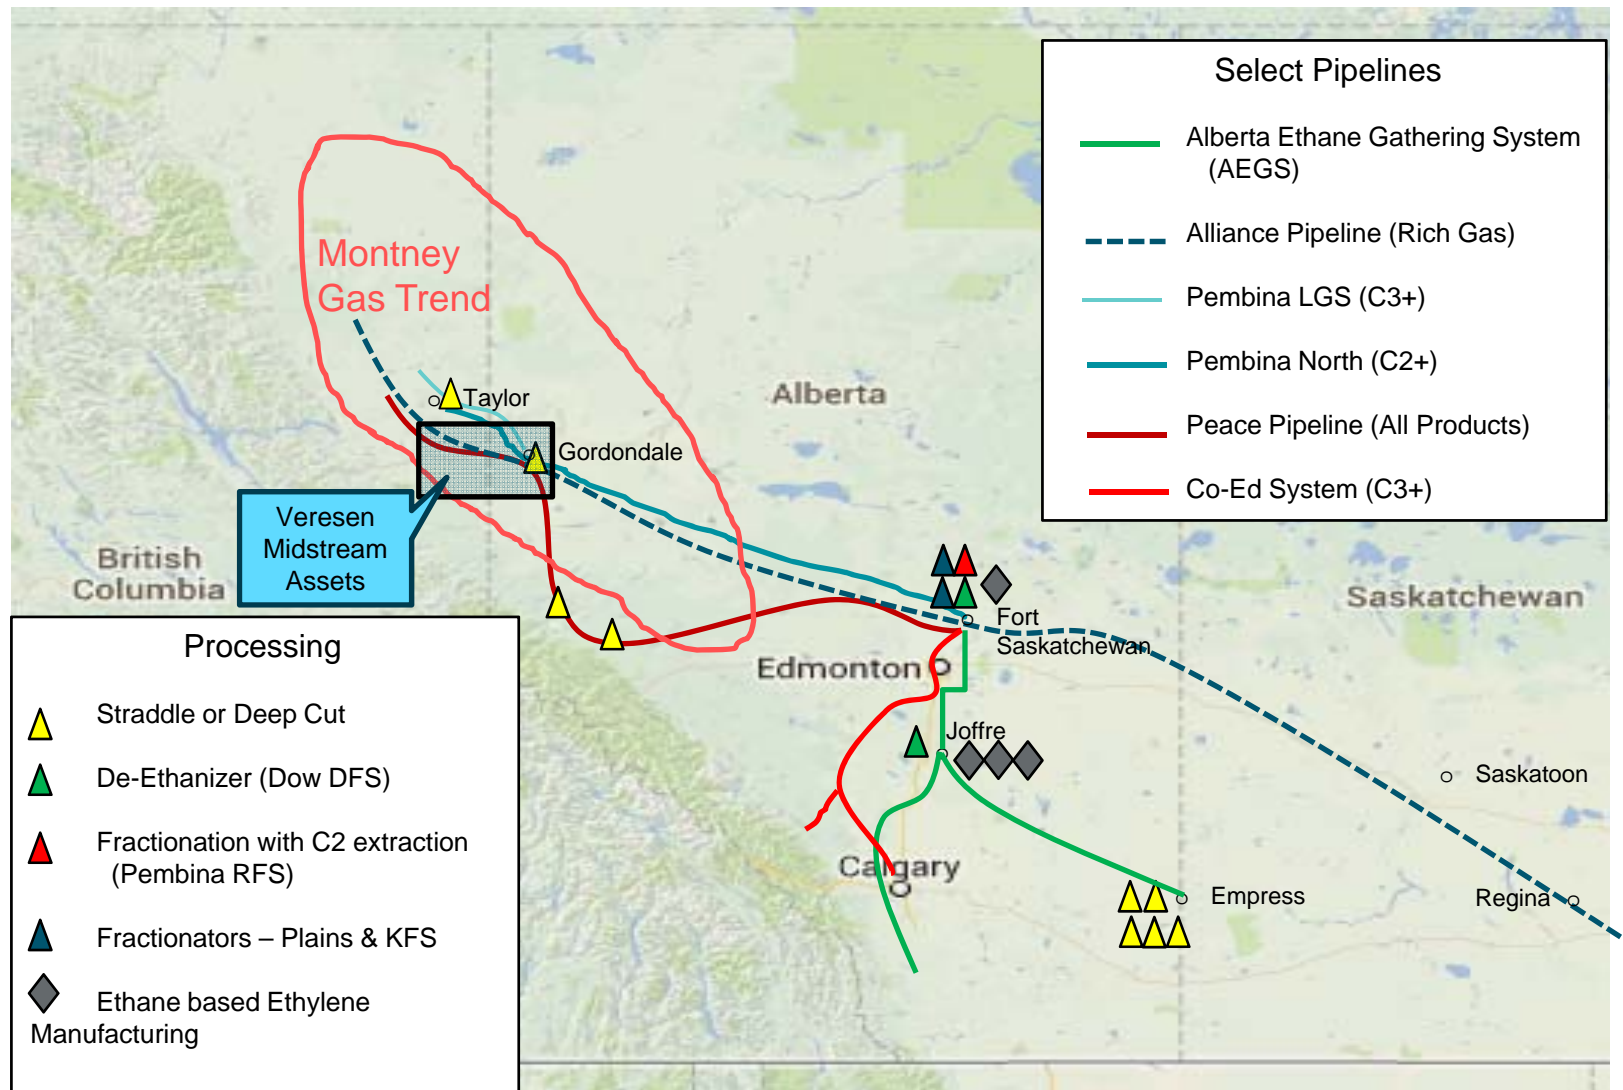 Select Pipelines
Alberta Ethane Gathering System
(AEGS)
Alliance Pipeline (Rich Gas)
Pembina LGS (C3+)
Pembina North (C2+)
Peace Pipeline (All Products)
Co-Ed System (C3+)
Montney
Gas Trend
Alberta
Taylor
Gordondale
Veresen
Midstream
Assets
British
Columbia
Saskatchewan
Fort
Saskatchewan
Edmonton
Joffre
Saskatoon
Calgary
Empress
Regina
Processing
Straddle or Deep Cut
De-Ethanizer (Dow DFS)
Fractionation with C2 extraction
(Pembina RFS)
Fractionators – Plains & KFS
Ethane based Ethylene
Manufacturing